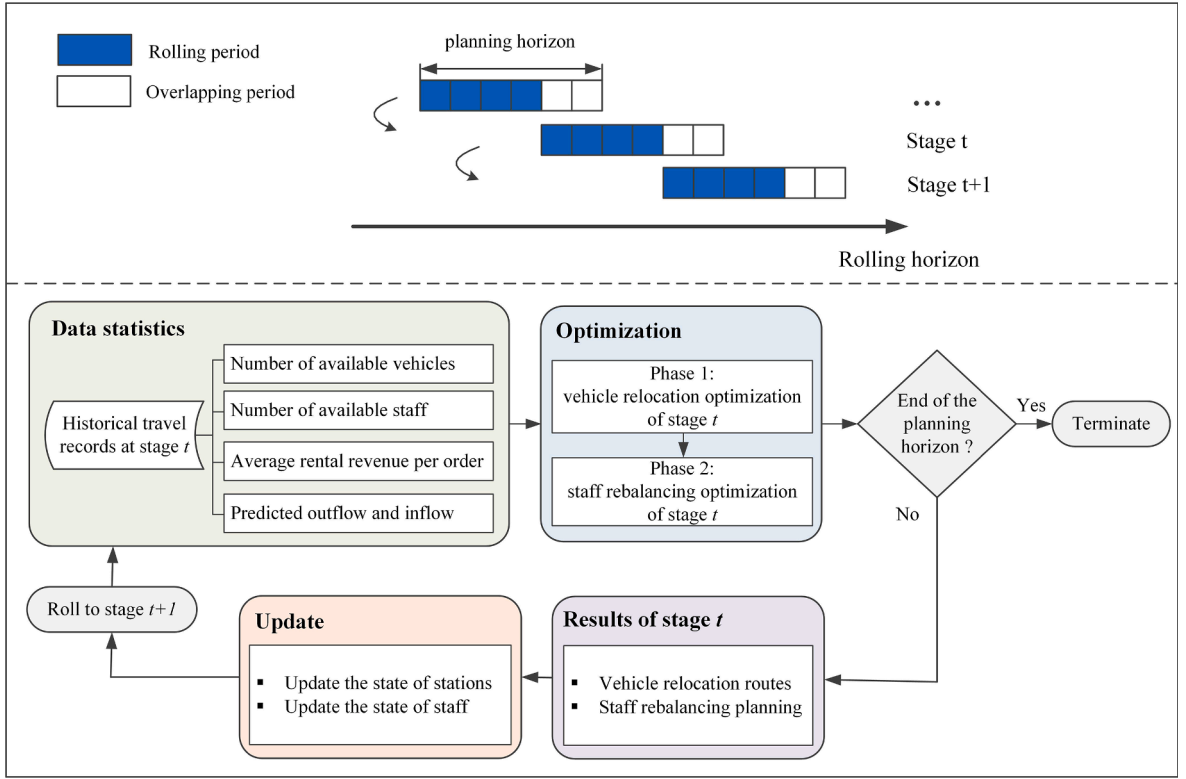 planning horizon
Rolling period
Overlapping period
...
Stage t
Stage t+1
Rolling horizon
Data statistics
Historical travel
records at stage t
Number of available vehicles
Number of available staff
Average rental revenue per order
Predicted outflow and inflow
Optimization
Phase 1:
vehicle relocation optimization
of stage t
Phase 2:
staff rebalancing optimization
of stage t
End of the
planning
horizon ?
Yes
Terminate
No
Results of stage t
▪ Vehicle relocation routes
▪ Staff rebalancing planning
Update
▪ Update the state of stations
▪ Update the state of staff
Roll to stage t+1